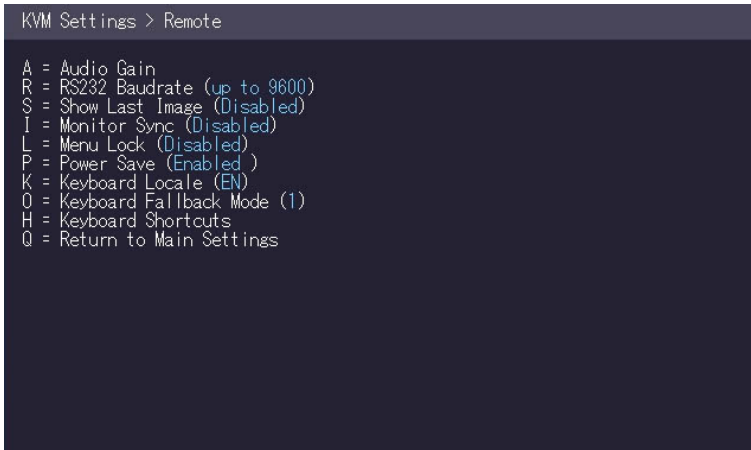 KVM Settings > Remote
A = Audio Gain
R = RS232 Baudrate (up to 9600)
S = Show Last Image (Disabled)
I = Monitor Sync (Disabled)
L = Menu Lock (Disabled)
P = Power Save (Enabled )
K = Keyboard Locale (EN)
O = Keyboard Fallback Mode (1)
H = Keyboard Shortcuts
Q = Return to Main Settings